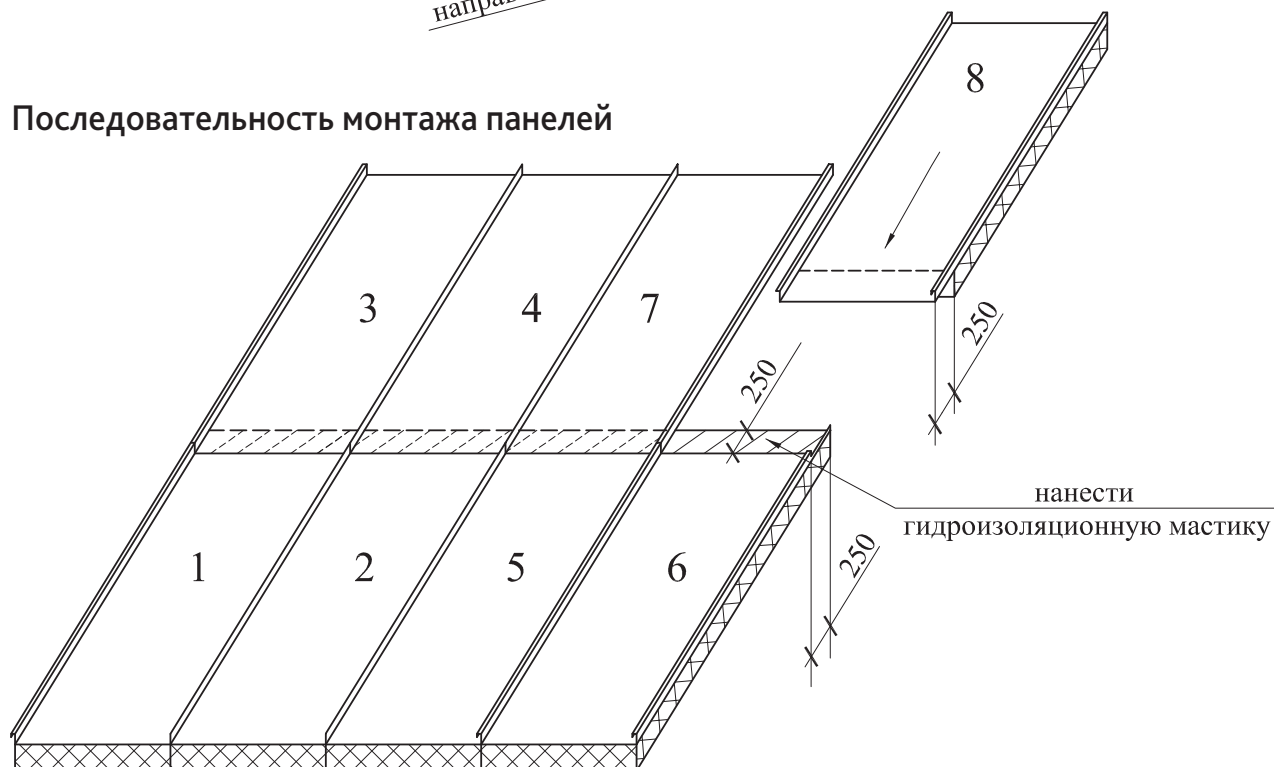 Последовательность монтажа панелей
8
3 4 7
250
250
нанести
гидроизоляционную мастику
1 2 5 6
250